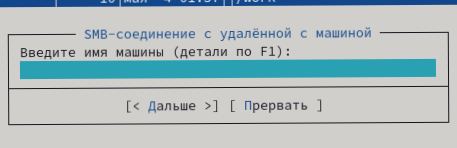 SMB-соединение с удалённой с машиной
Введите имя машины (детали по F1):
[< Дальше >] [ Прервать ]